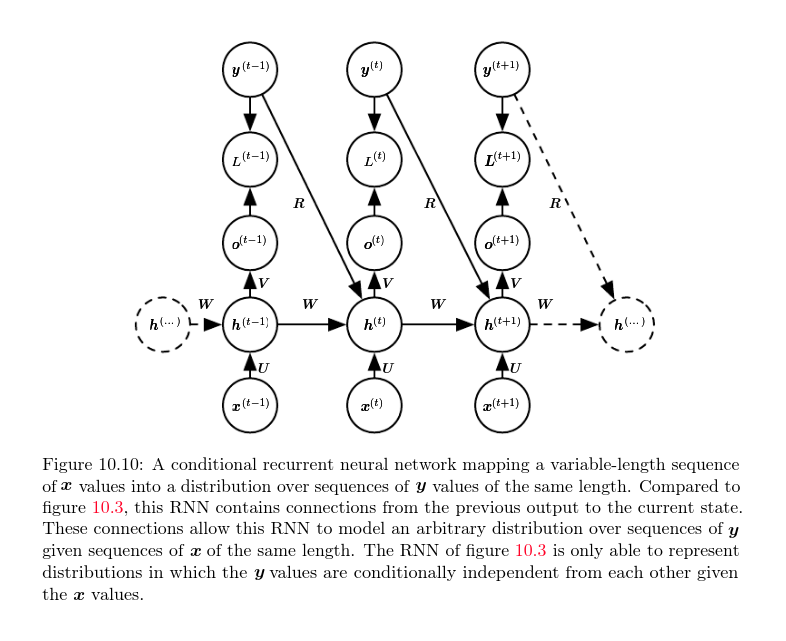 y^(t−1) y^(t) y^(t+1)
L^(t−1) L^(t) L^(t+1)
R R R
o^(t−1) o^(t) o^(t+1)
V V V
W W W W
h^(...) h^(t−1) h^(t) h^(t+1) h^(...)
U U U
x^(t−1) x^(t) x^(t+1)
Figure 10.10: A conditional recurrent neural network mapping a variable-length sequence
of x values into a distribution over sequences of y values of the same length. Compared to
figure 10.3, this RNN contains connections from the previous output to the current state.
These connections allow this RNN to model an arbitrary distribution over sequences of y
given sequences of x of the same length. The RNN of figure 10.3 is only able to represent
distributions in which the y values are conditionally independent from each other given
the x values.